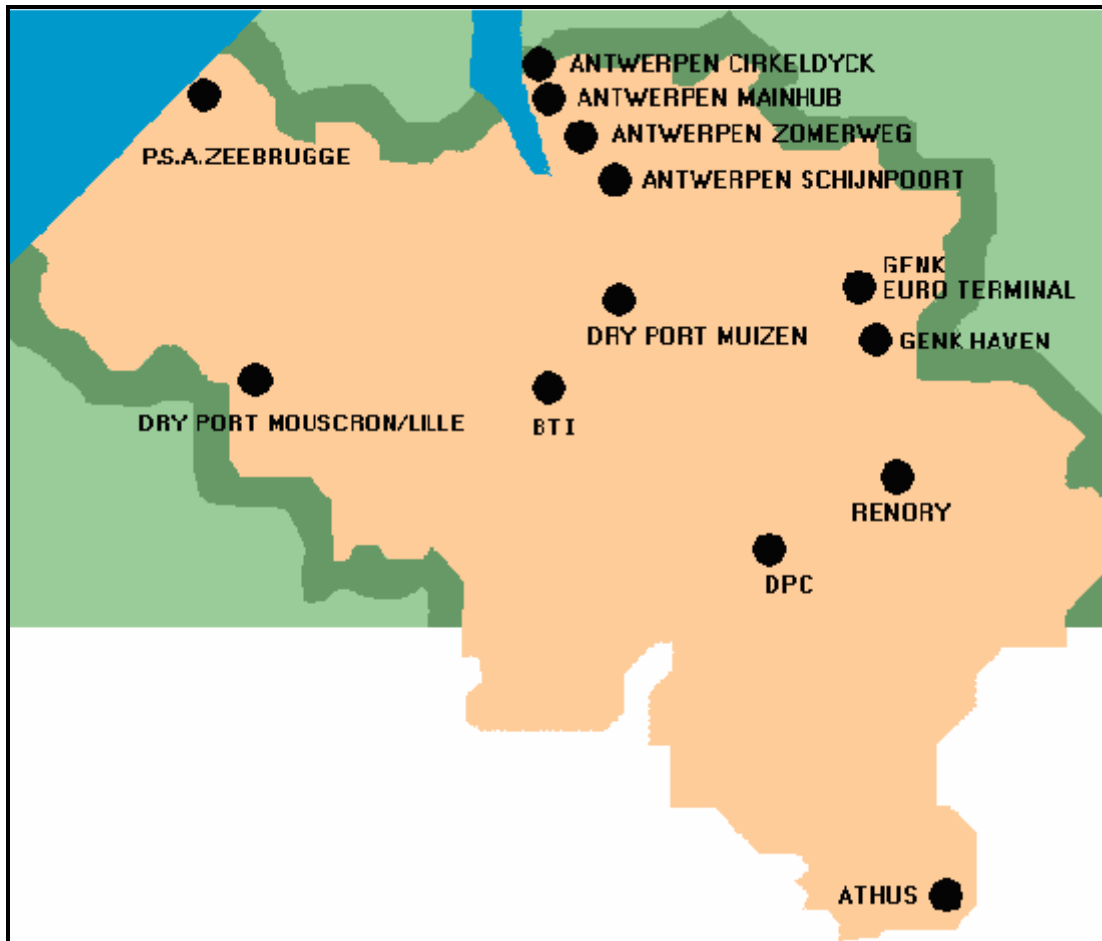 ANTWERPEN CIRKELDYCK
ANTWERPEN MAINHUB
ANTWERPEN ZOMERWEG
P.S.A.ZEEBRUGGE
ANTWERPEN SCHIJNPOORT
GENK
EURO TERMINAL
DRY PORT MUIZEN
GENK HAVEN
DRY PORT MOUSCRON/LILLE
BTI
RENORY
DPC
ATHUS